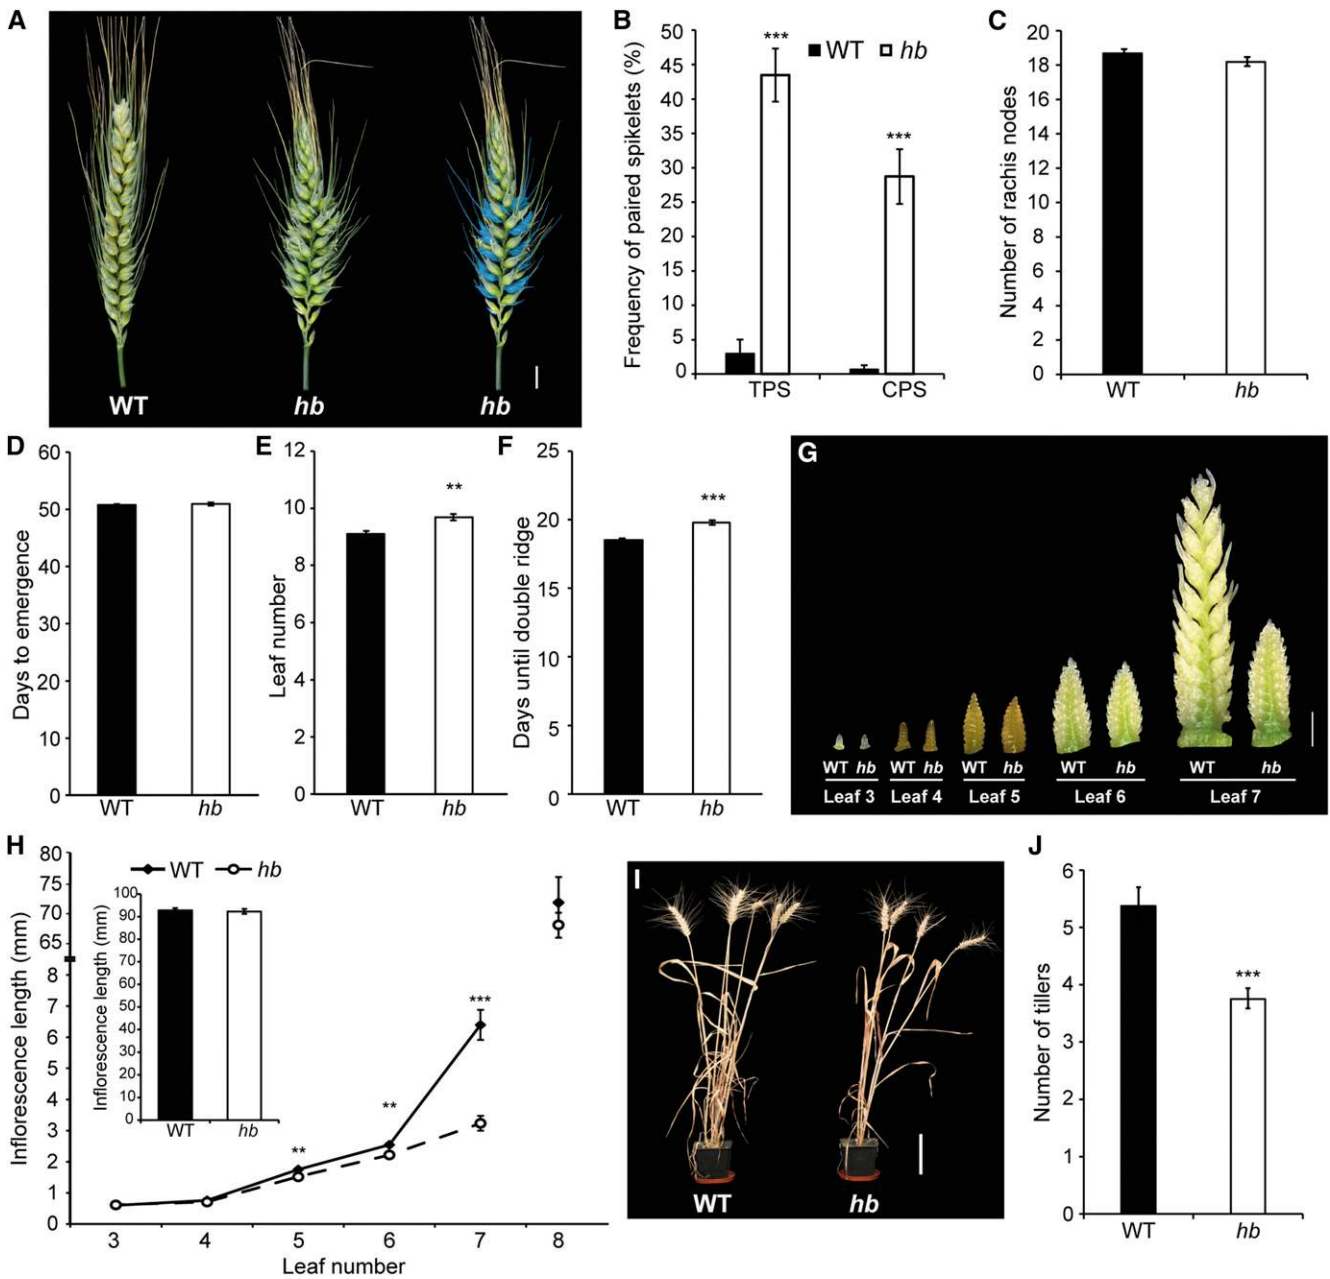 A
WT
hb
hb
B
Frequency of paired spikelets (%)
50
45
40
35
30
25
20
15
10
5
0
***
WT
hb
***
TPS
CPS
C
Number of rachis nodes
20
18
16
14
12
10
8
6
4
2
0
WT
hb
D
Days to emergence
60
50
40
30
20
10
0
WT
hb
E
Leaf number
12
10
8
6
4
2
0
**
WT
hb
F
Days until double ridge
25
20
15
10
5
0
***
WT
hb
G
WT hb
WT hb
WT hb
WT hb
WT hb
Leaf 3
Leaf 4
Leaf 5
Leaf 6
Leaf 7
H
Inflorescence length (mm)
80
75
70
65
8
7
6
5
4
3
2
1
0
WT
hb
Inflorescence length (mm)
100
90
80
70
60
50
40
30
20
10
0
WT
hb
**
**
***
3
4
5
6
7
8
Leaf number
I
WT
hb
J
Number of tillers
6
5
4
3
2
1
0
***
WT
hb